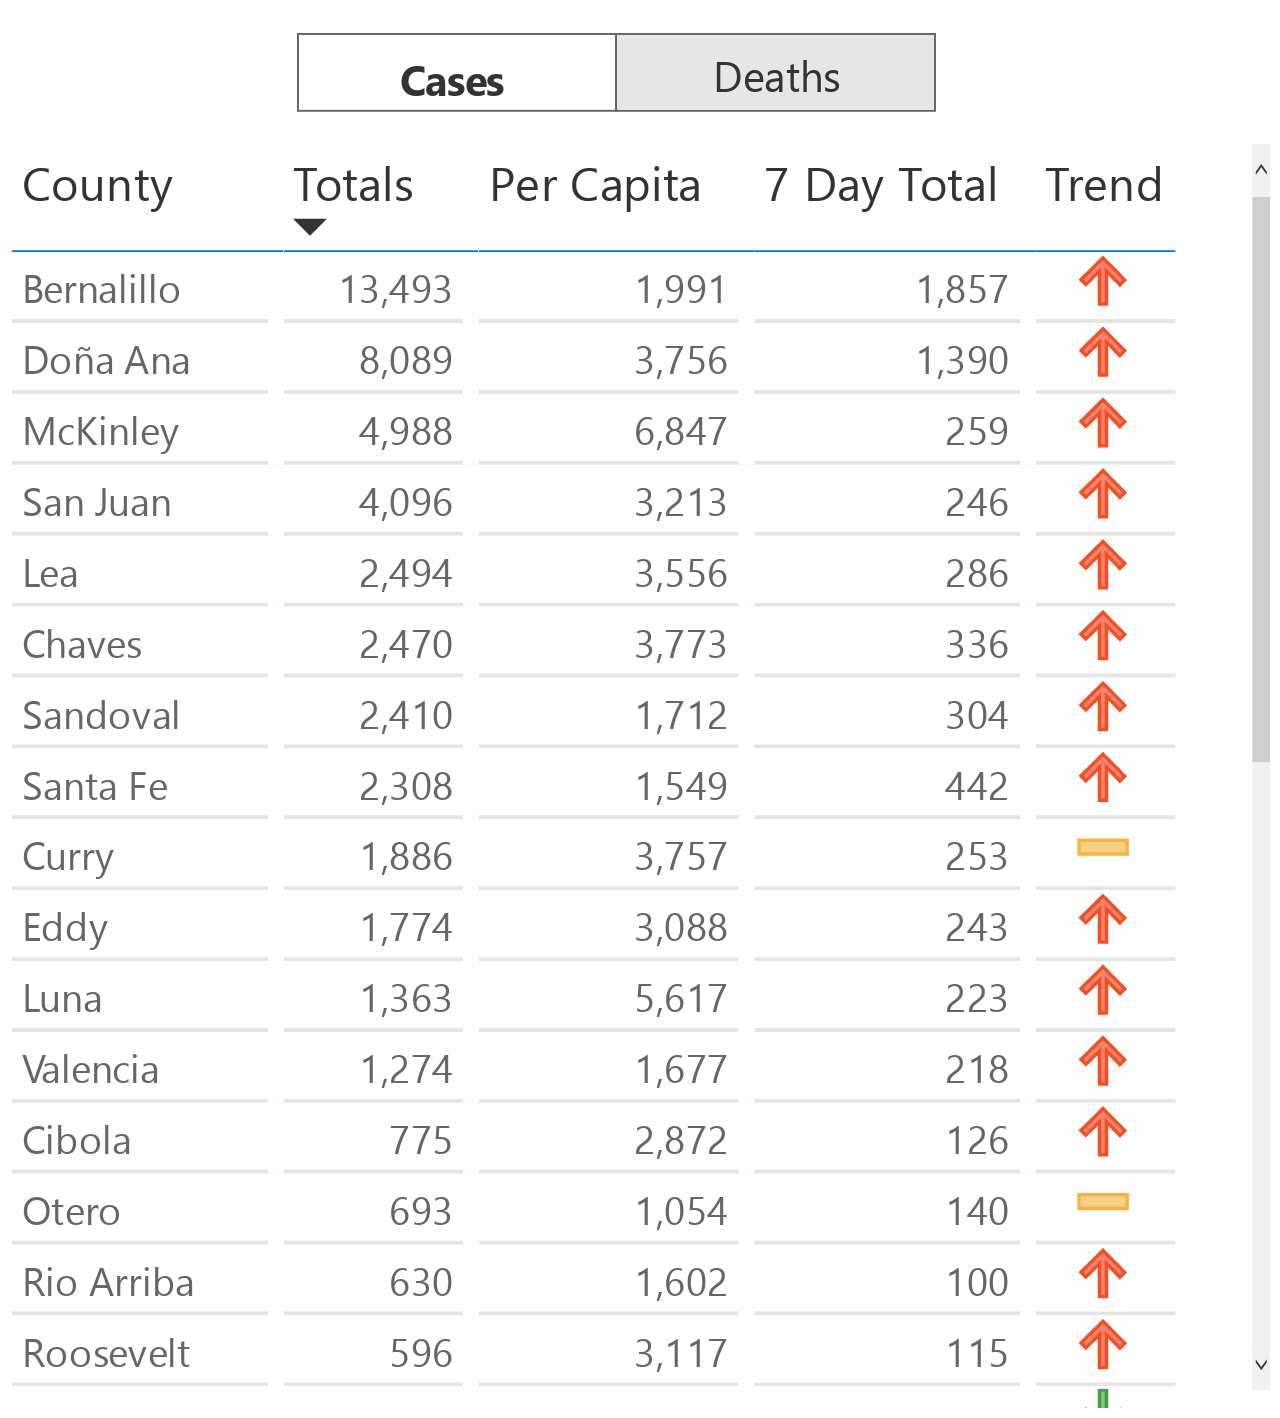 Cases Deaths
County Totals Per Capita 7 Day Total Trend
Bernalillo 13,493 1,991 1,857
Doña Ana 8,089 3,756 1,390
McKinley 4,988 6,847 259
San Juan 4,096 3,213 246
Lea 2,494 3,556 286
Chaves 2,470 3,773 336
Sandoval 2,410 1,712 304
Santa Fe 2,308 1,549 442
Curry 1,886 3,757 253
Eddy 1,774 3,088 243
Luna 1,363 5,617 223
Valencia 1,274 1,677 218
Cibola 775 2,872 126
Otero 693 1,054 140
Rio Arriba 630 1,602 100
Roosevelt 596 3,117 115